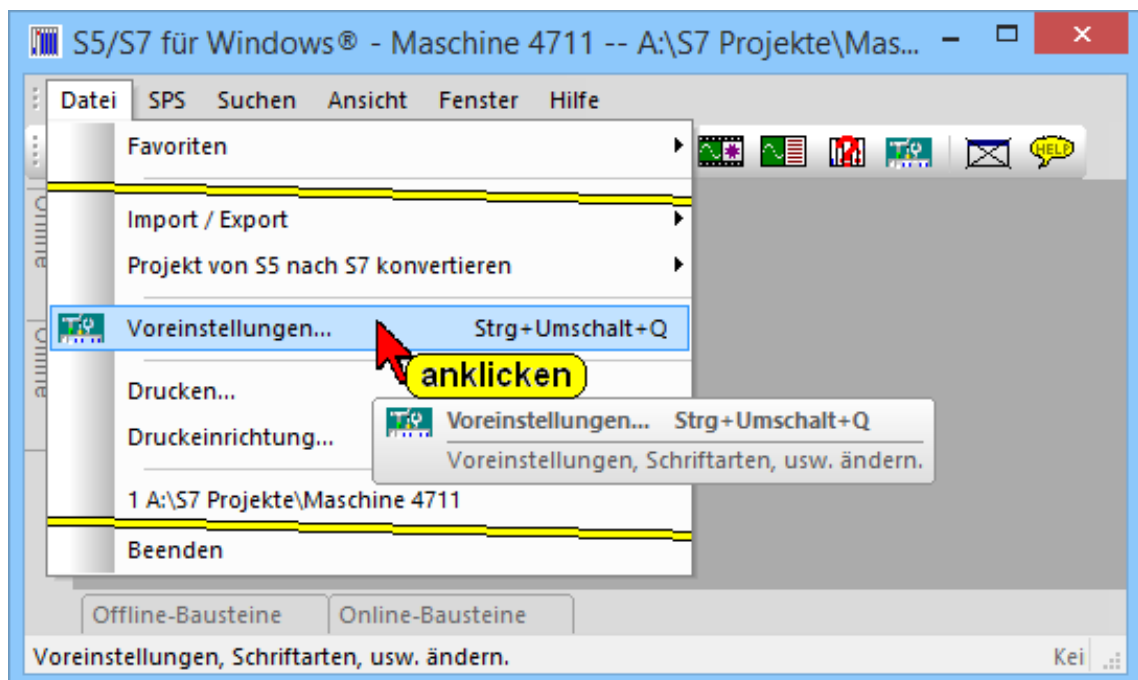 S5/S7 für Windows® - Maschine 4711 -- A:\S7 Projekte\Mas...
Datei SPS Suchen Ansicht Fenster Hilfe
Favoriten
HELP
Import / Export
Projekt von S5 nach S7 konvertieren
Voreinstellungen... Strg+Umschalt+Q
anklicken
Drucken...
Voreinstellungen... Strg+Umschalt+Q
Druckeinrichtung...
Voreinstellungen, Schriftarten, usw. ändern.
1 A:\S7 Projekte\Maschine 4711
Beenden
Offline-Bausteine Online-Bausteine
Voreinstellungen, Schriftarten, usw. ändern. Kei